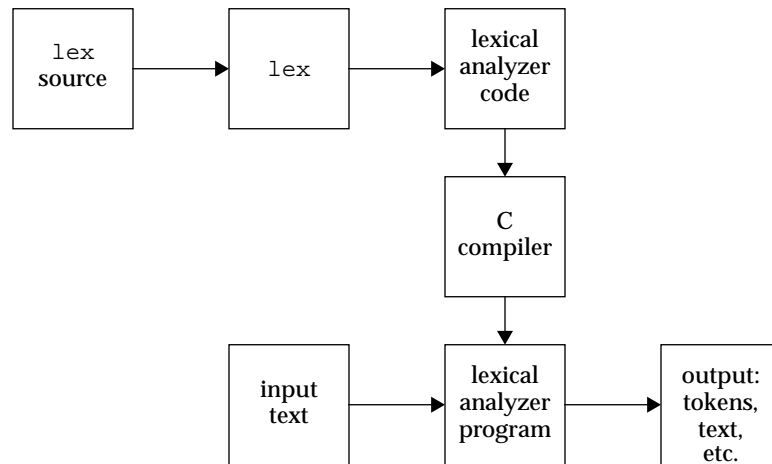 lex
source
lex
lexical
analyzer
code
C
compiler
input
text
lexical
analyzer
program
output:
tokens,
text,
etc.